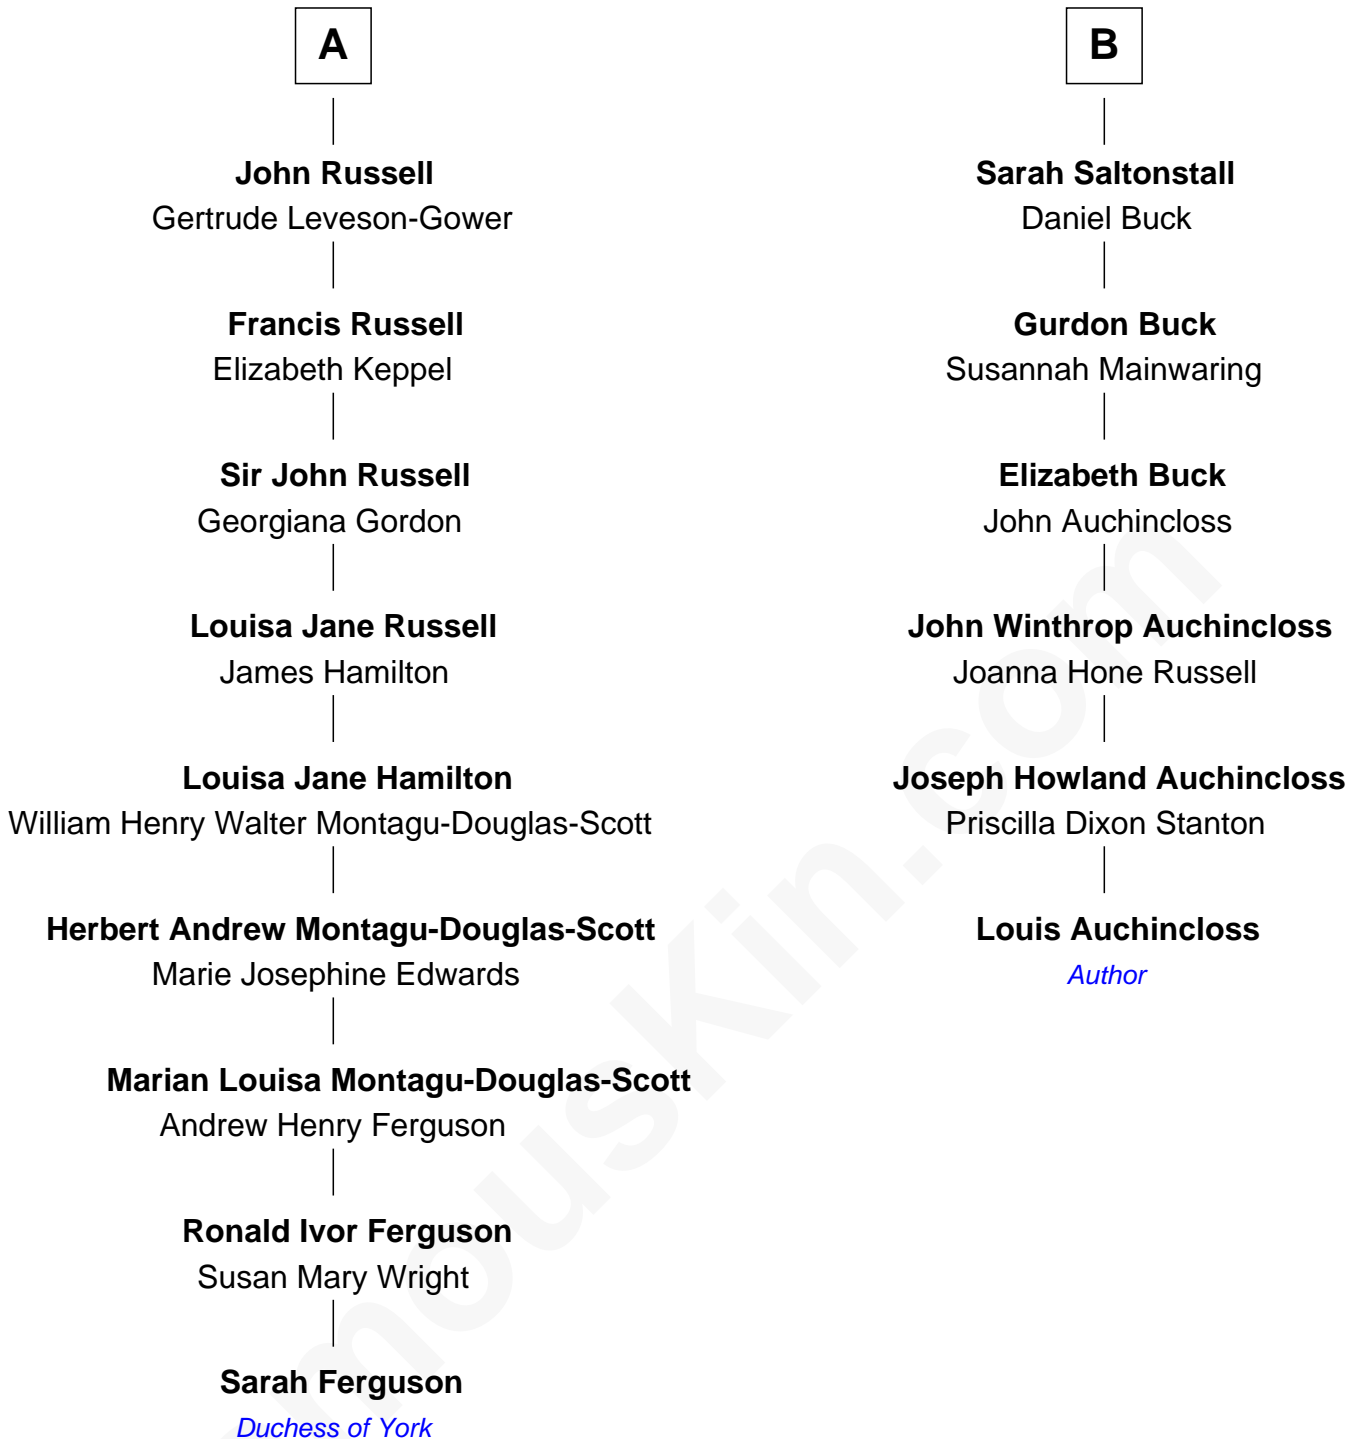 A
John Russell
Gertrude Leveson-Gower
Francis Russell
Elizabeth Keppel
Sir John Russell
Georgiana Gordon
Louisa Jane Russell
James Hamilton
Louisa Jane Hamilton
William Henry Walter Montagu-Douglas-Scott
Herbert Andrew Montagu-Douglas-Scott
Marie Josephine Edwards
Marian Louisa Montagu-Douglas-Scott
Andrew Henry Ferguson
Ronald Ivor Ferguson
Susan Mary Wright
Sarah Ferguson
Duchess of York
B
Sarah Saltonstall
Daniel Buck
Gurdon Buck
Susannah Mainwaring
Elizabeth Buck
John Auchincloss
John Winthrop Auchincloss
Joanna Hone Russell
Joseph Howland Auchincloss
Priscilla Dixon Stanton
Louis Auchincloss
Author
mousKin.com